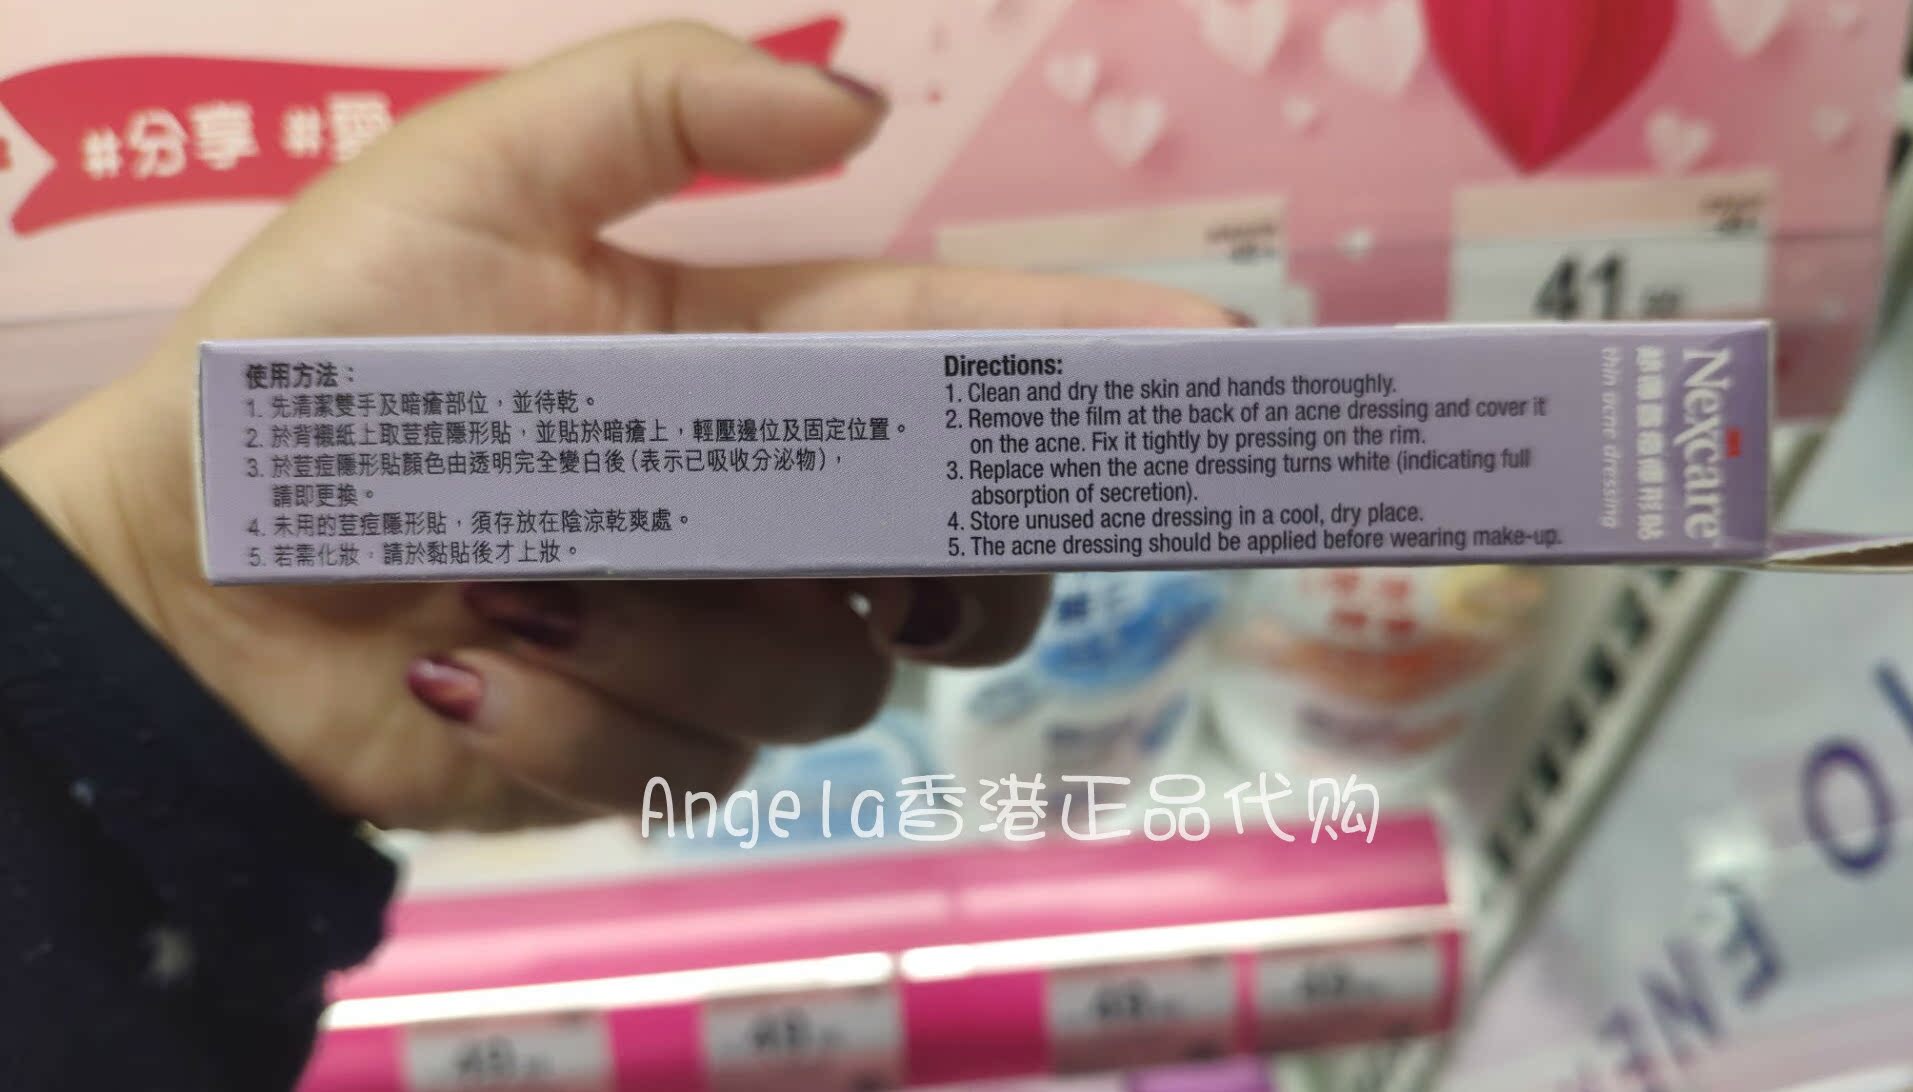 #分享 #愛
41
使用方法：
1. 先清潔雙手及暗瘡部位，並待乾。
2. 於背襯紙上取荳痘隱形貼，並貼於暗瘡上，輕壓邊位及固定位置。
3. 於荳痘隱形貼顏色由透明完全變白後(表示已吸收分泌物)，
請即更換。
4. 未用的荳痘隱形貼，須存放在陰涼乾爽處。
5. 若需化妝，請於黏貼後才上妝。
Directions:
1. Clean and dry the skin and hands thoroughly.
2. Remove the film at the back of an acne dressing and cover it
on the acne. Fix it tightly by pressing on the rim.
3. Replace when the acne dressing turns white (indicating full
absorption of secretion).
4. Store unused acne dressing in a cool, dry place.
5. The acne dressing should be applied before wearing make-up.
Nexcare
thin acne dressing
Angela香港正品代购